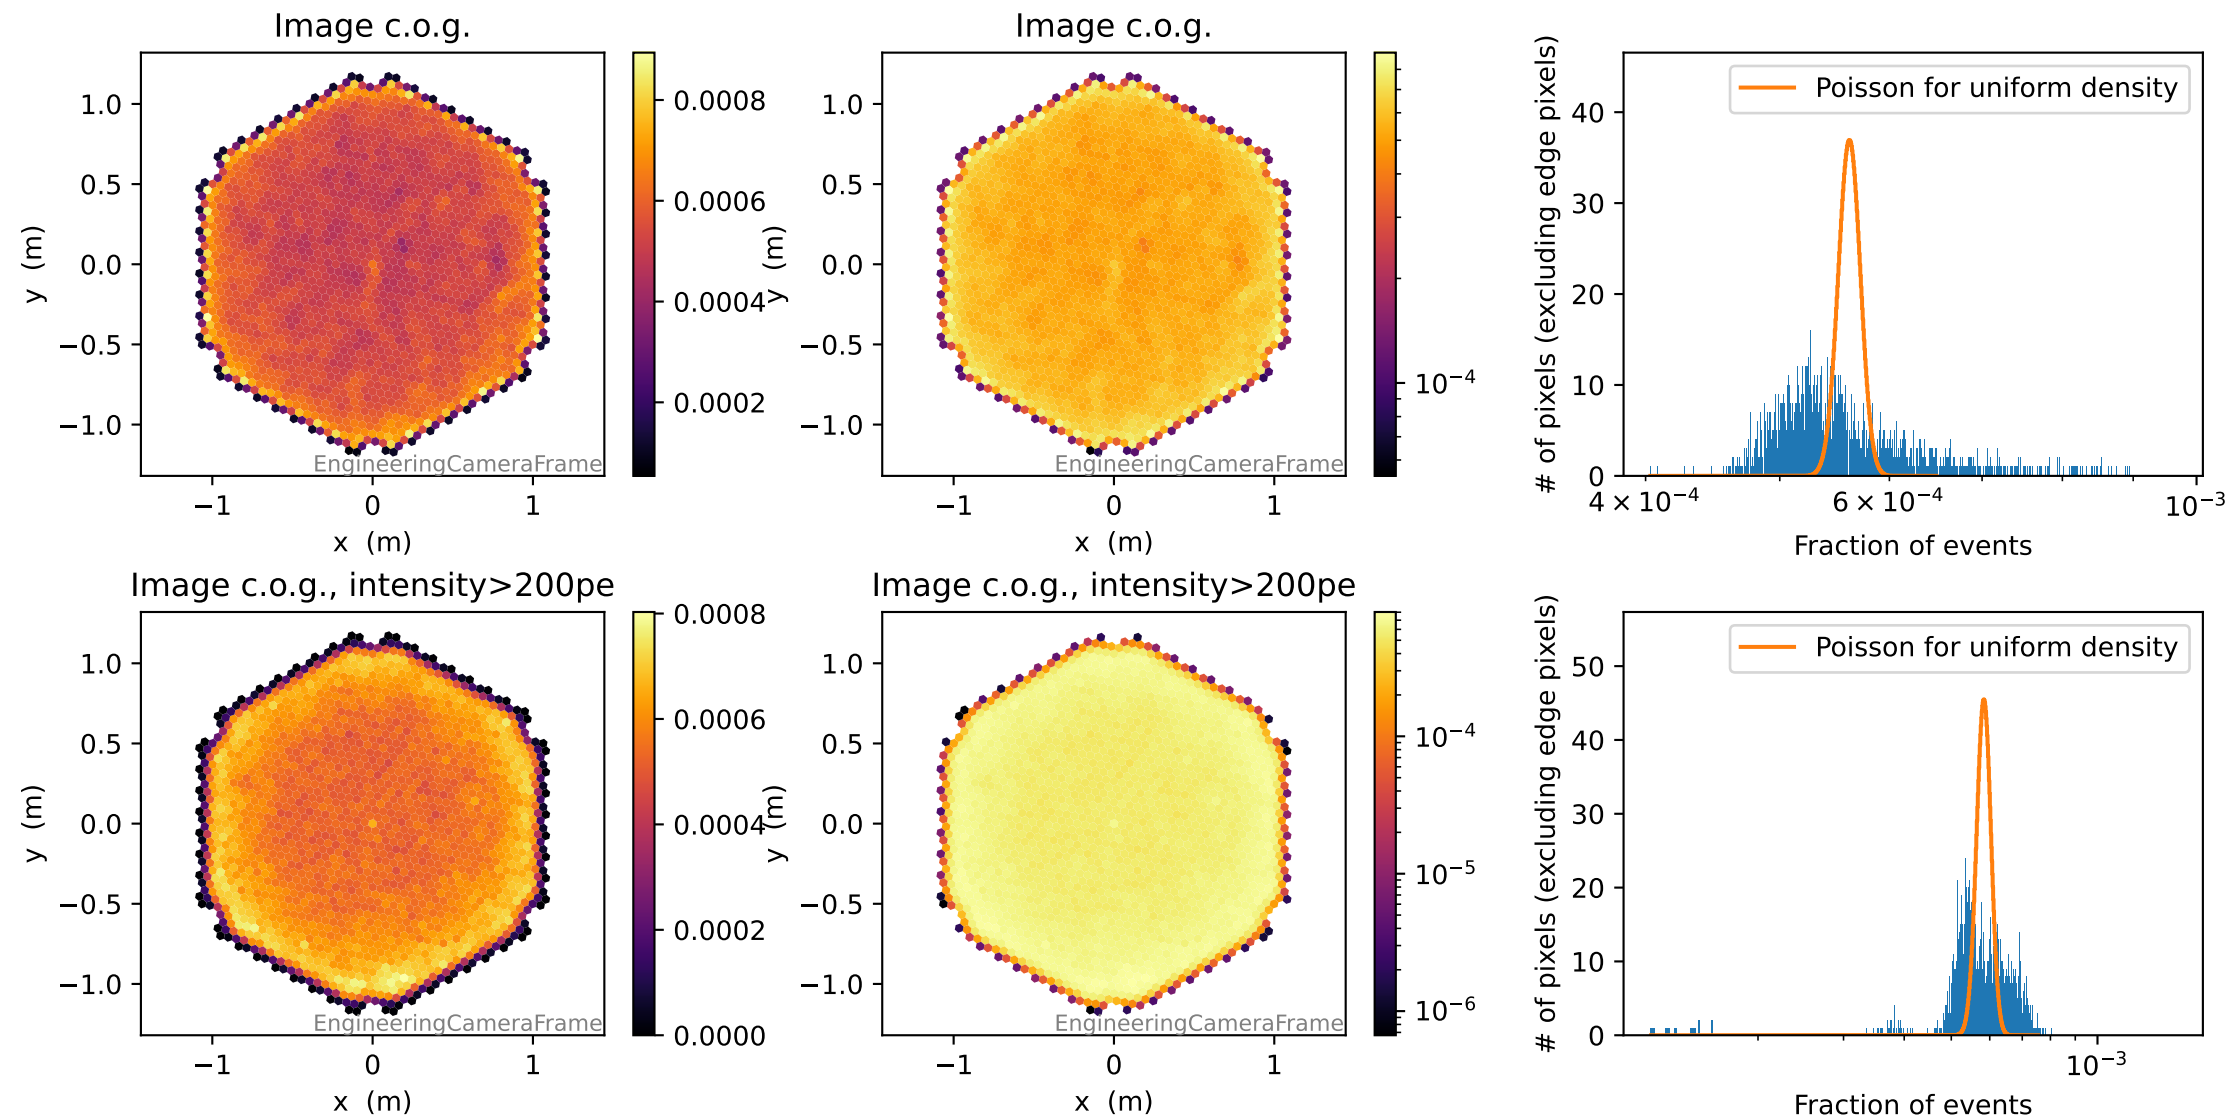 Image c.o.g.
y (m)
1.0
0.5
0.0
−0.5
−1.0
−1
0
1
x (m)
EngineeringCameraFrame
0.0008
0.0006
0.0004
0.0002
Image c.o.g.
y (m)
1.0
0.5
0.0
−0.5
−1.0
−1
0
1
x (m)
EngineeringCameraFrame
10⁻⁴
# of pixels (excluding edge pixels)
40
30
20
10
0
Poisson for uniform density
4 × 10⁻⁴
6 × 10⁻⁴
10⁻³
Fraction of events
Image c.o.g., intensity>200pe
y (m)
1.0
0.5
0.0
−0.5
−1.0
−1
0
1
x (m)
EngineeringCameraFrame
0.0008
0.0006
0.0004
0.0002
0.0000
Image c.o.g., intensity>200pe
y (m)
1.0
0.5
0.0
−0.5
−1.0
−1
0
1
x (m)
EngineeringCameraFrame
10⁻⁴
10⁻⁵
10⁻⁶
# of pixels (excluding edge pixels)
50
40
30
20
10
0
Poisson for uniform density
10⁻³
Fraction of events